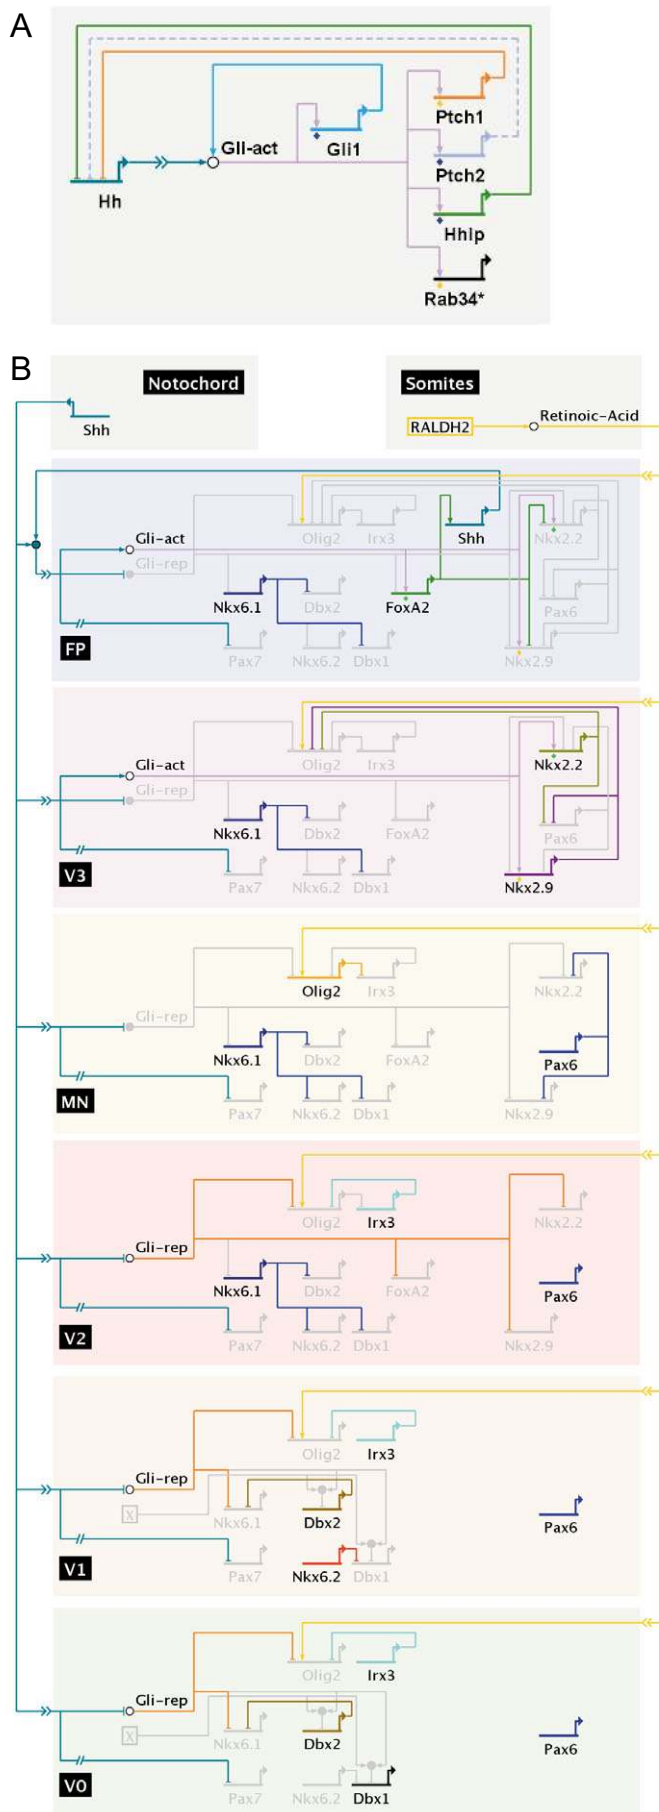 A
Gli-act
Gli1
Ptch1
Ptch2
Hh
Hhip
Rab34*
B
Notochord
Somites
Retinoic-Acid
RALDH2
Shh
Olig2 Irx3 Shh Nkx2.2
Gli-act
Gli-rep
Nkx6.1 Dbx2 FoxA2 Pax6
FP
Pax7 Nkx6.2 Dbx1 Nkx2.9
Olig2 Irx3 Nkx2.2
Gli-act
Gli-rep
Nkx6.1 Dbx2 FoxA2 Pax6
V3
Pax7 Nkx6.2 Dbx1 Nkx2.9
Olig2 Irx3 Nkx2.2
Gli-rep
Nkx6.1 Dbx2 FoxA2 Pax6
MN
Pax7 Nkx6.2 Dbx1 Nkx2.9
Olig2 Irx3 Nkx2.2
Gli-rep
Nkx6.1 Dbx2 FoxA2 Pax6
V2
Pax7 Nkx6.2 Dbx1 Nkx2.9
Olig2 Irx3
Gli-rep
X
Nkx6.1 Dbx2 Pax6
V1
Pax7 Nkx6.2 Dbx1
Olig2 Irx3
Gli-rep
X
Nkx6.1 Dbx2 Pax6
V0
Pax7 Nkx6.2 Dbx1